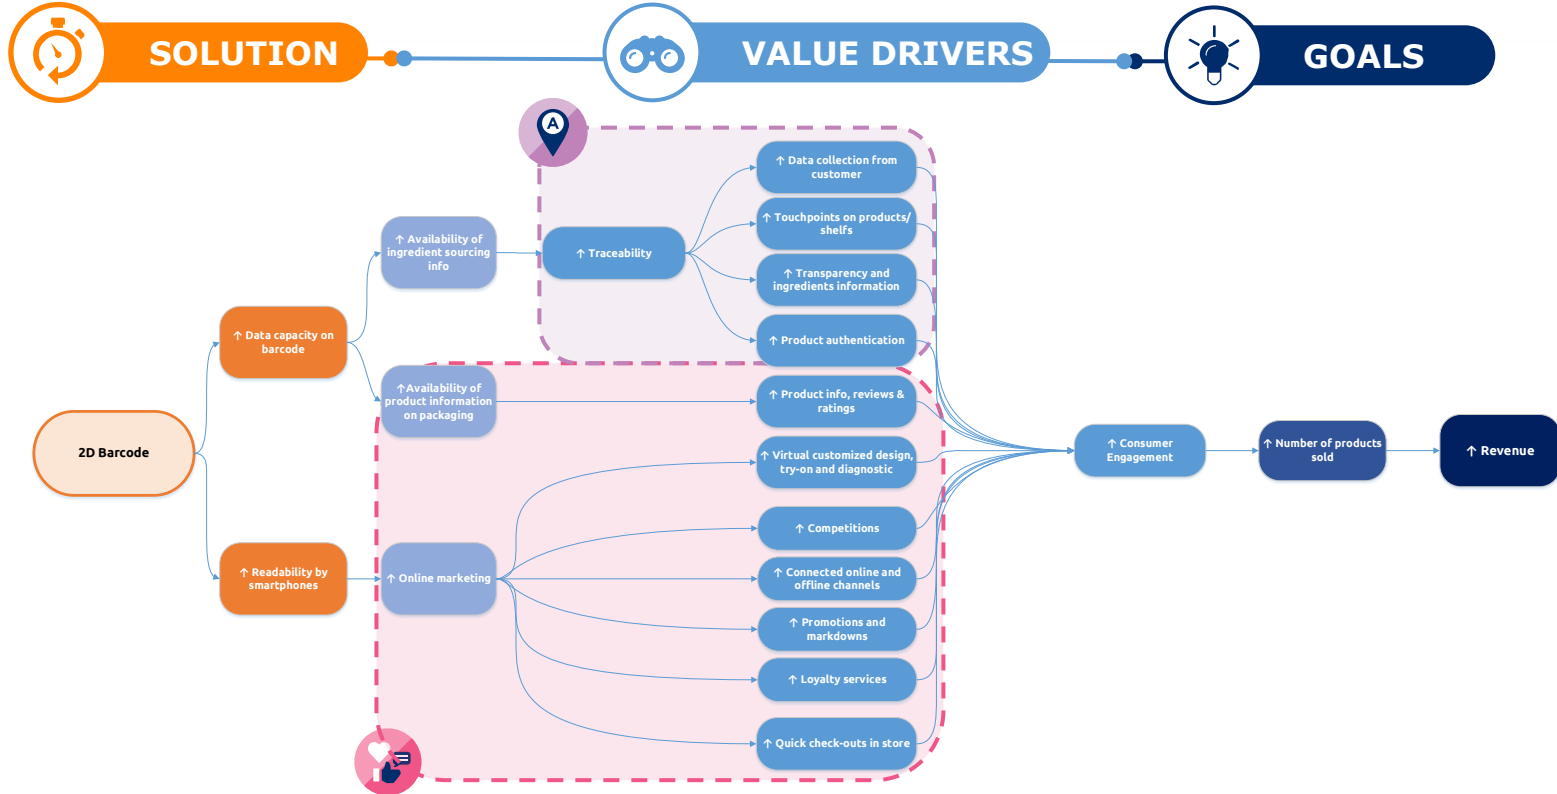 SOLUTION
VALUE DRIVERS
GOALS
A
↑ Data collection from
customer
↑ Touchpoints on products/
shelfs
↑ Availability of
ingredient sourcing
info
↑ Traceability
↑ Transparency and
ingredients information
↑ Data capacity on
barcode
↑ Product authentication
↑Availability of
product information
on packaging
↑ Product info, reviews &
ratings
2D Barcode
↑ Virtual customized design,
try-on and diagnostic
↑ Consumer
Engagement
↑ Number of products
sold
↑ Revenue
↑ Competitions
↑ Readability by
smartphones
↑ Online marketing
↑ Connected online and
offline channels
↑ Promotions and
markdowns
↑ Loyalty services
↑ Quick check-outs in store